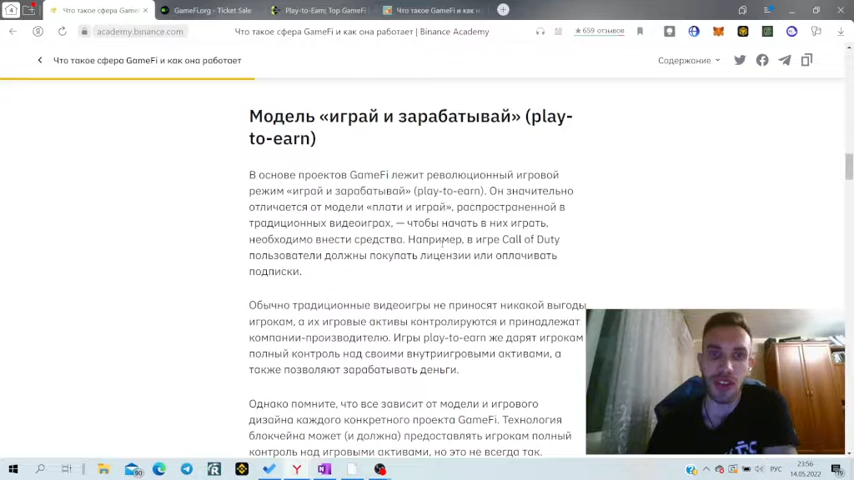 Что такое сфера GameFi
GameFi.org - Ticket Sale
Play-to-Earn: Top GameFi
Что такое GameFi и как н
academy.binance.com
Что такое сфера GameFi и как она работает | Binance Academy
★ 659 отзывов
Что такое сфера GameFi и как она работает
Содержание
Модель «играй и зарабатывай» (play-
to-earn)
В основе проектов GameFi лежит революционный игровой
режим «играй и зарабатывай» (play-to-earn). Он значительно
отличается от модели «плати и играй», распространенной в
традиционных видеоиграх, — чтобы начать в них играть,
необходимо внести средства. Например, в игре Call of Duty
пользователи должны покупать лицензии или оплачивать
подписки.
Обычно традиционные видеоигры не приносят никакой выгоды
игрокам, а их игровые активы контролируются и принадлежат
компании-производителю. Игры play-to-earn же дарят игрокам
полный контроль над своими внутриигровыми активами, а
также позволяют зарабатывать деньги.
Однако помните, что все зависит от модели и игрового
дизайна каждого конкретного проекта GameFi. Технология
блокчейна может (и должна) предоставлять игрокам полный
контроль над игровыми активами, но это не всегда так.
90
РУС
23:56
14.05.2022